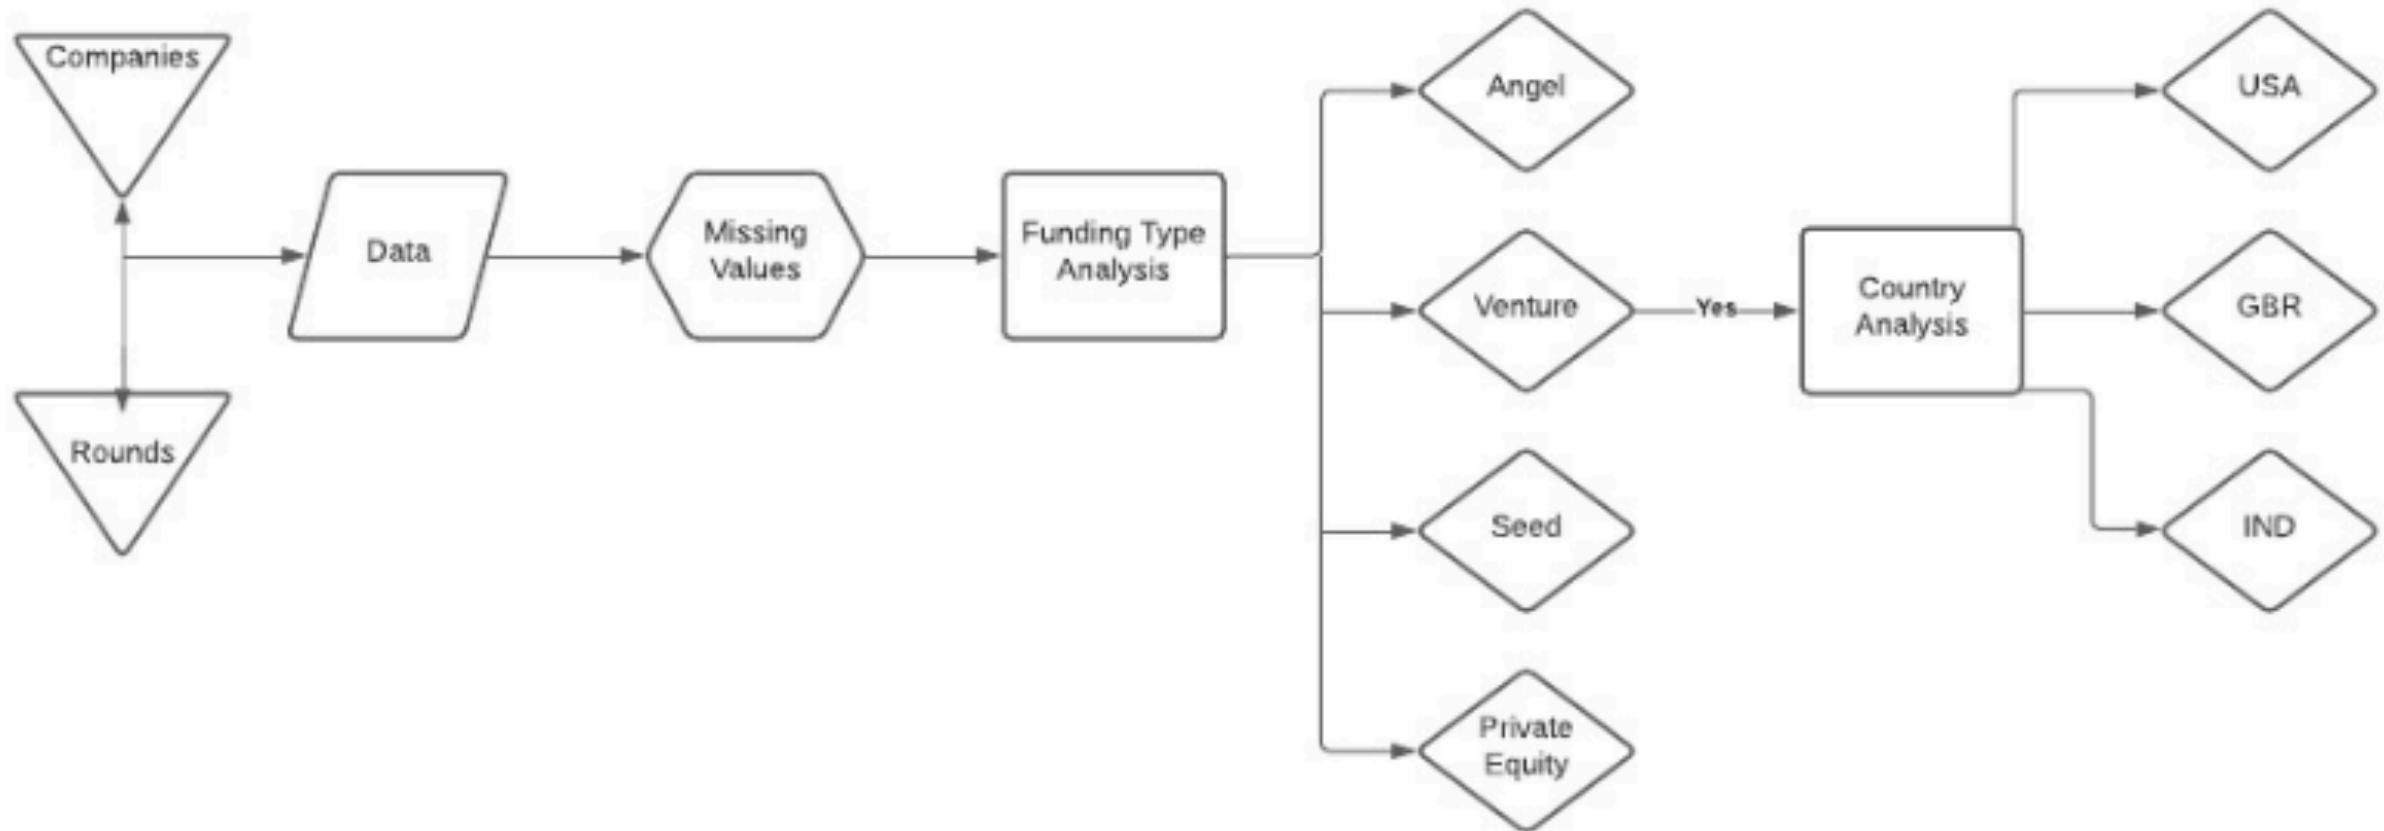 Companies
Rounds
Data
Missing
Values
Funding Type
Analysis
Angel
Venture
Seed
Private
Equity
Yes
Country
Analysis
USA
GBR
IND